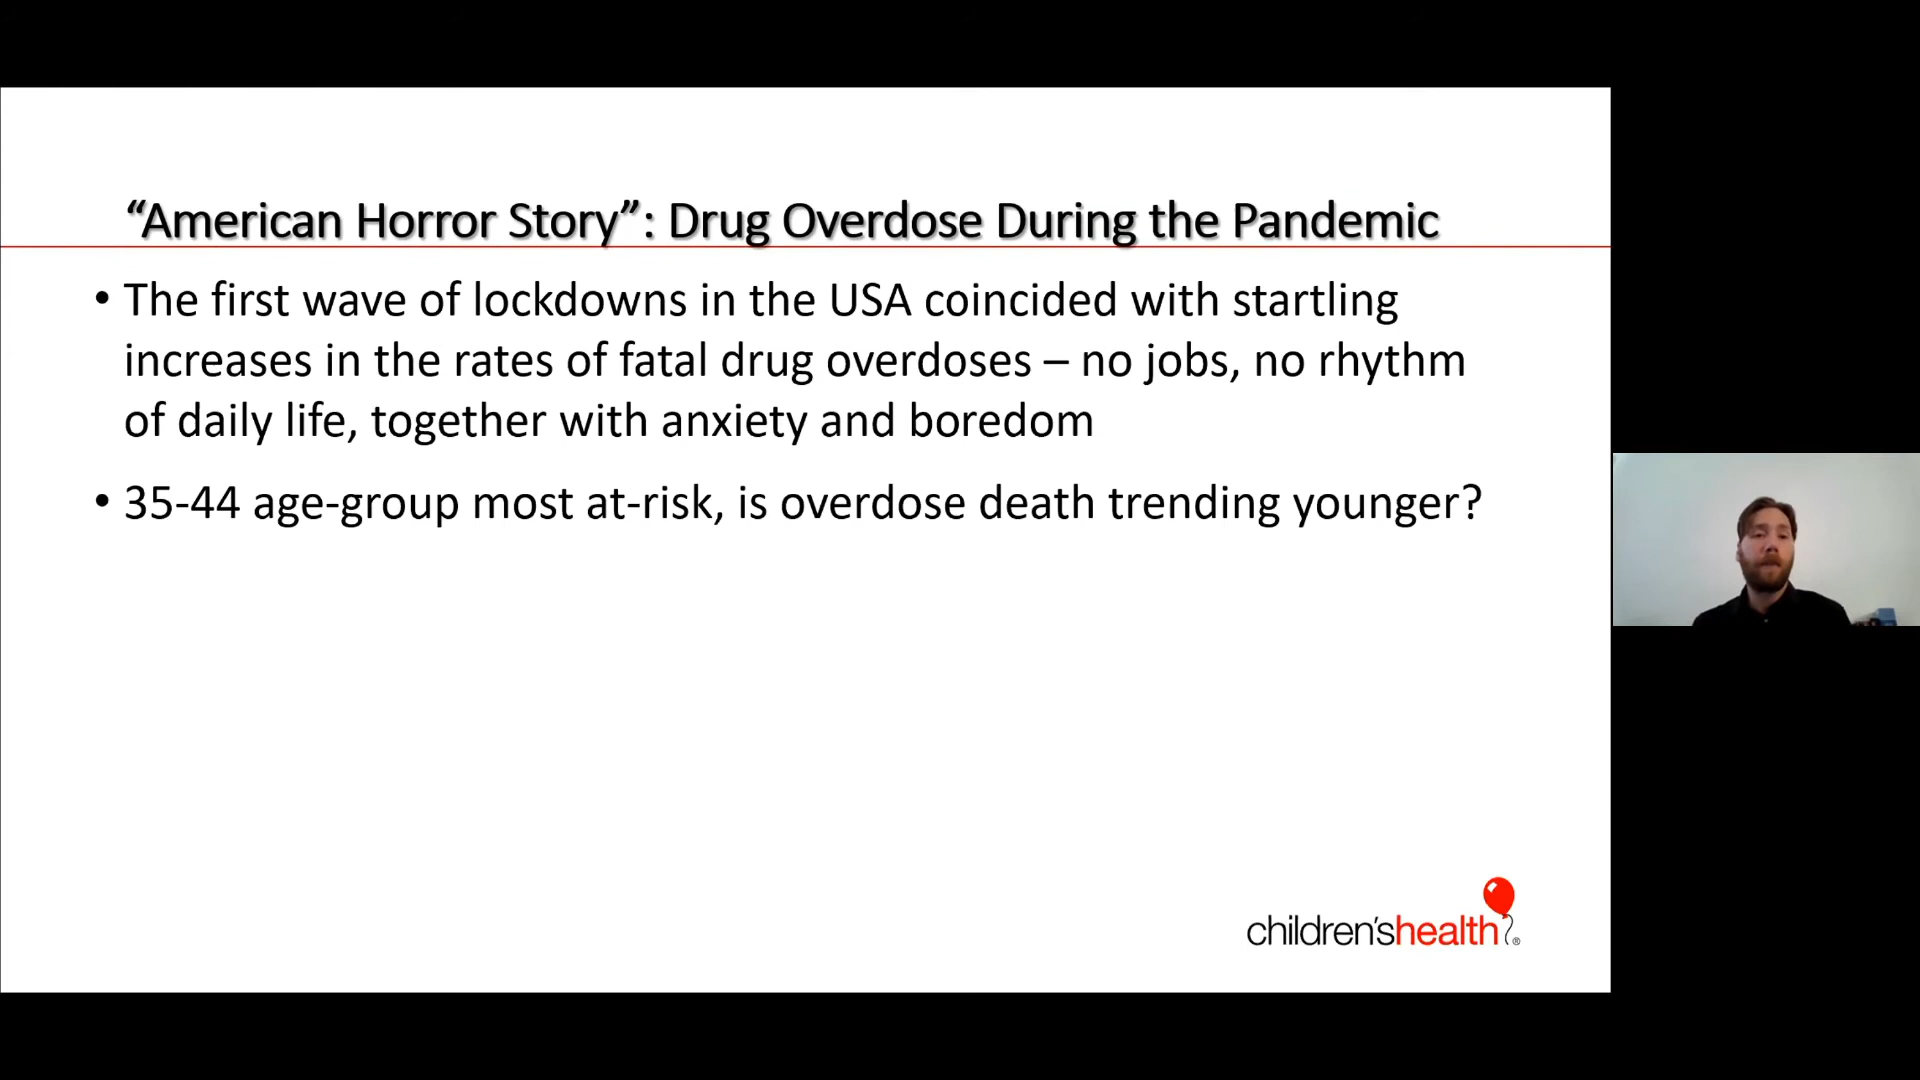 “American Horror Story”: Drug Overdose During the Pandemic
• The first wave of lockdowns in the USA coincided with startling
increases in the rates of fatal drug overdoses – no jobs, no rhythm
of daily life, together with anxiety and boredom
• 35-44 age-group most at-risk, is overdose death trending younger?
children'shealth®